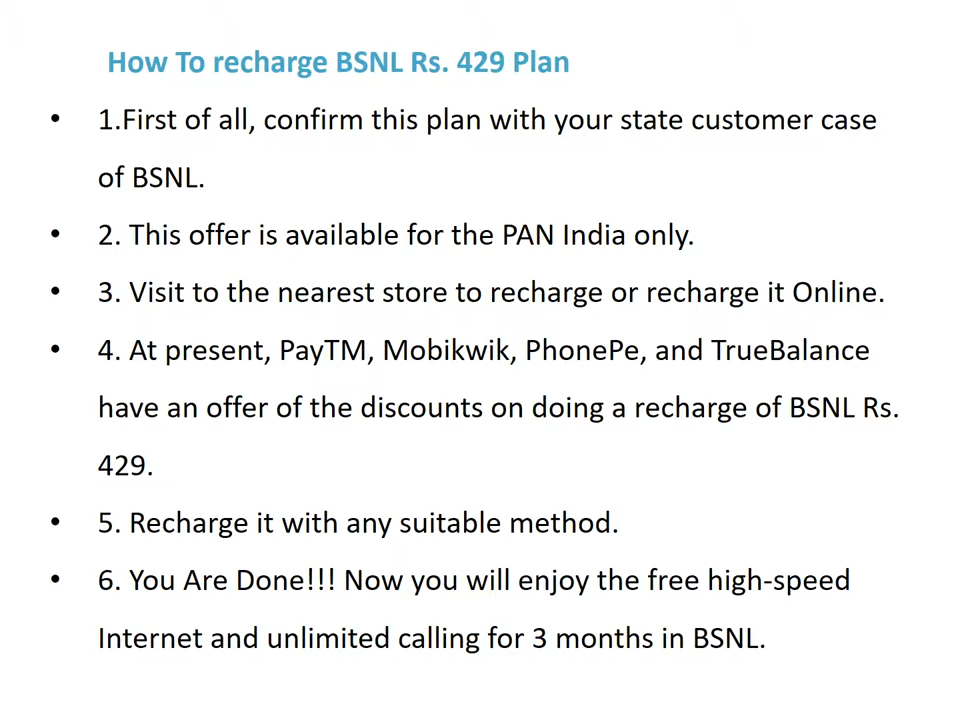 How To recharge BSNL Rs. 429 Plan
• 1.First of all, confirm this plan with your state customer case
of BSNL.
• 2. This offer is available for the PAN India only.
• 3. Visit to the nearest store to recharge or recharge it Online.
• 4. At present, PayTM, Mobikwik, PhonePe, and TrueBalance
have an offer of the discounts on doing a recharge of BSNL Rs.
429.
• 5. Recharge it with any suitable method.
• 6. You Are Done!!! Now you will enjoy the free high-speed
Internet and unlimited calling for 3 months in BSNL.